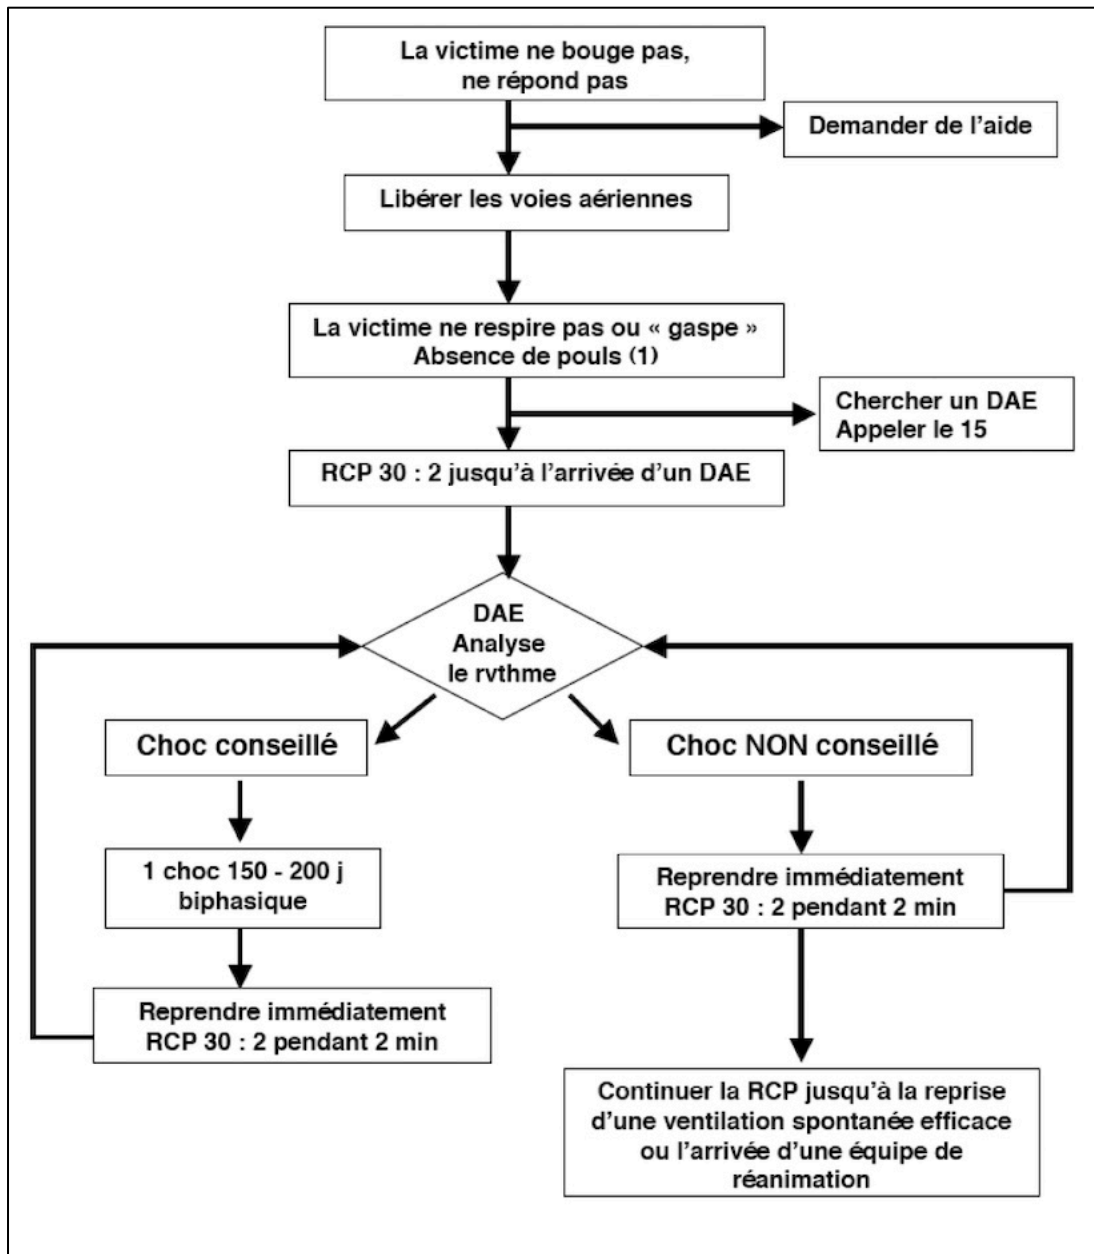 La victime ne bouge pas,
ne répond pas
Demander de l'aide
Libérer les voies aériennes
La victime ne respire pas ou « gaspe »
Absence de pouls (1)
Chercher un DAE
Appeler le 15
RCP 30 : 2 jusqu'à l'arrivée d'un DAE
DAE
Analyse
le rvthme
Choc conseillé
Choc NON conseillé
1 choc 150 - 200 j
biphasique
Reprendre immédiatement
RCP 30 : 2 pendant 2 min
Reprendre immédiatement
RCP 30 : 2 pendant 2 min
Continuer la RCP jusqu'à la reprise
d'une ventilation spontanée efficace
ou l'arrivée d'une équipe de
réanimation